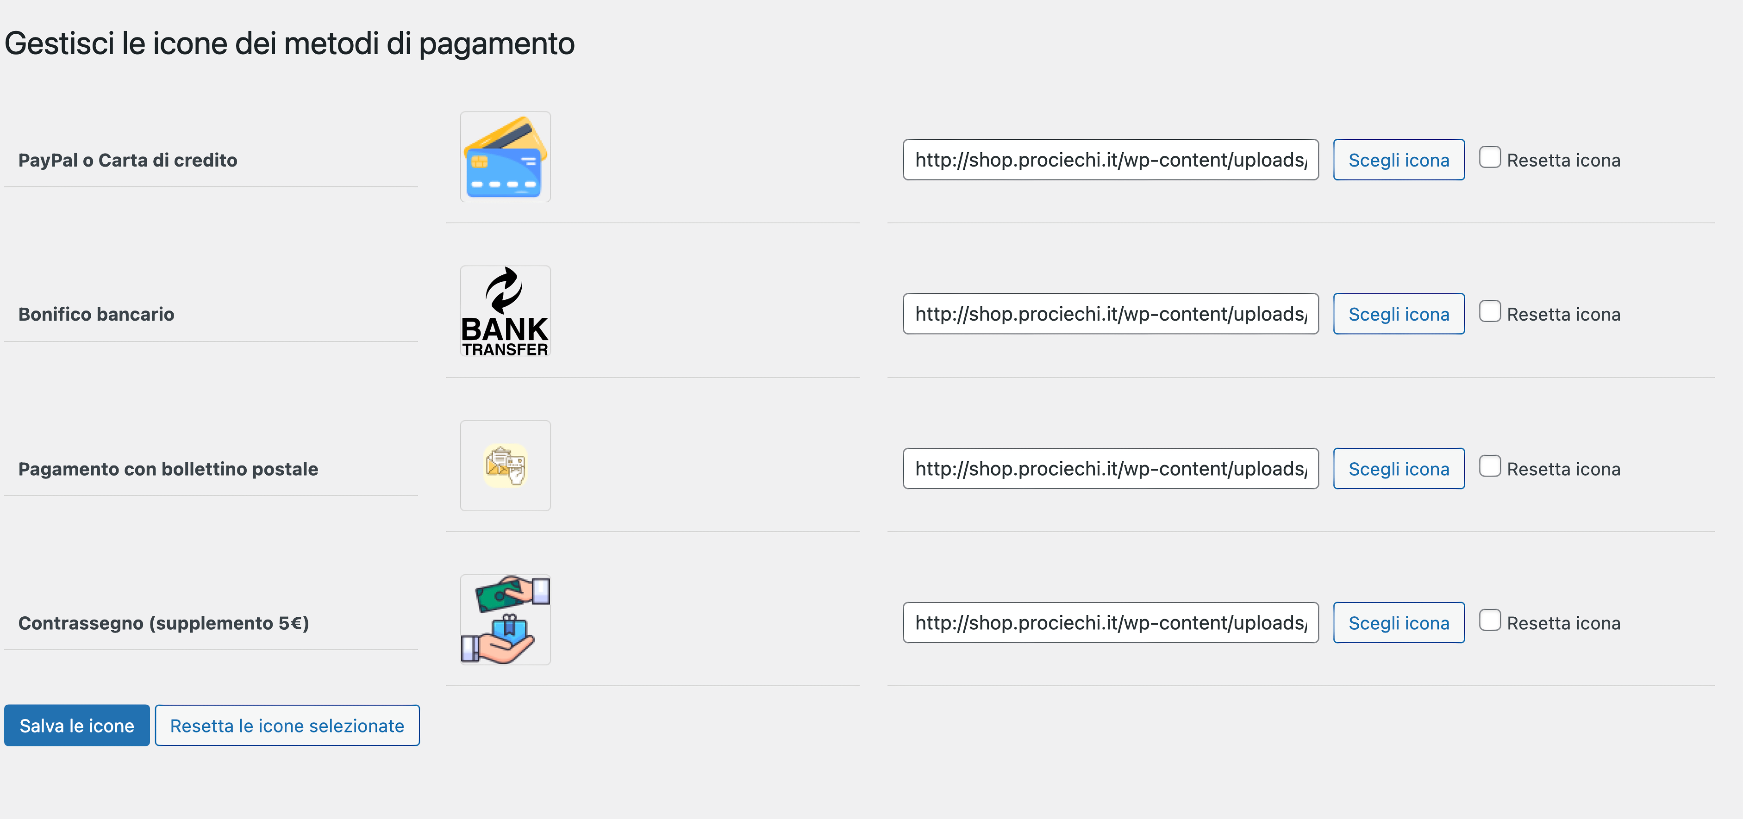 Gestisci le icone dei metodi di pagamento
PayPal o Carta di credito
http://shop.prociechi.it/wp-content/uploads/
Scegli icona
Resetta icona
Bonifico bancario
BANK
TRANSFER
http://shop.prociechi.it/wp-content/uploads/
Scegli icona
Resetta icona
Pagamento con bollettino postale
http://shop.prociechi.it/wp-content/uploads/
Scegli icona
Resetta icona
Contrassegno (supplemento 5€)
http://shop.prociechi.it/wp-content/uploads/
Scegli icona
Resetta icona
Salva le icone
Resetta le icone selezionate